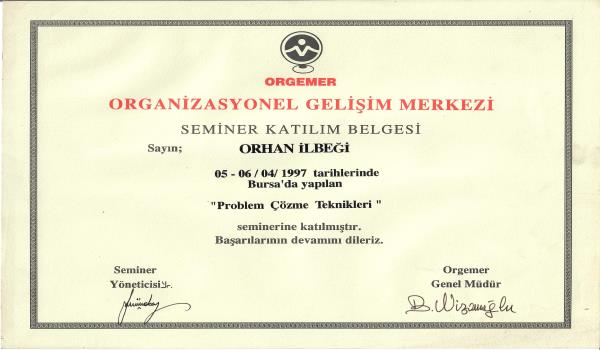 ORGEMER
ORGANİZASYONEL GELİŞİM MERKEZİ
SEMİNER KATILIM BELGESİ
Sayın; ORHAN İLBEĞİ
05 - 06 / 04/ 1997 tarihlerinde
Bursa'da yapılan
"Problem Çözme Teknikleri "
seminerine katılmıştır.
Başarılarının devamını dileriz.
Seminer
Yöneticisi
Orgemer
Genel Müdür